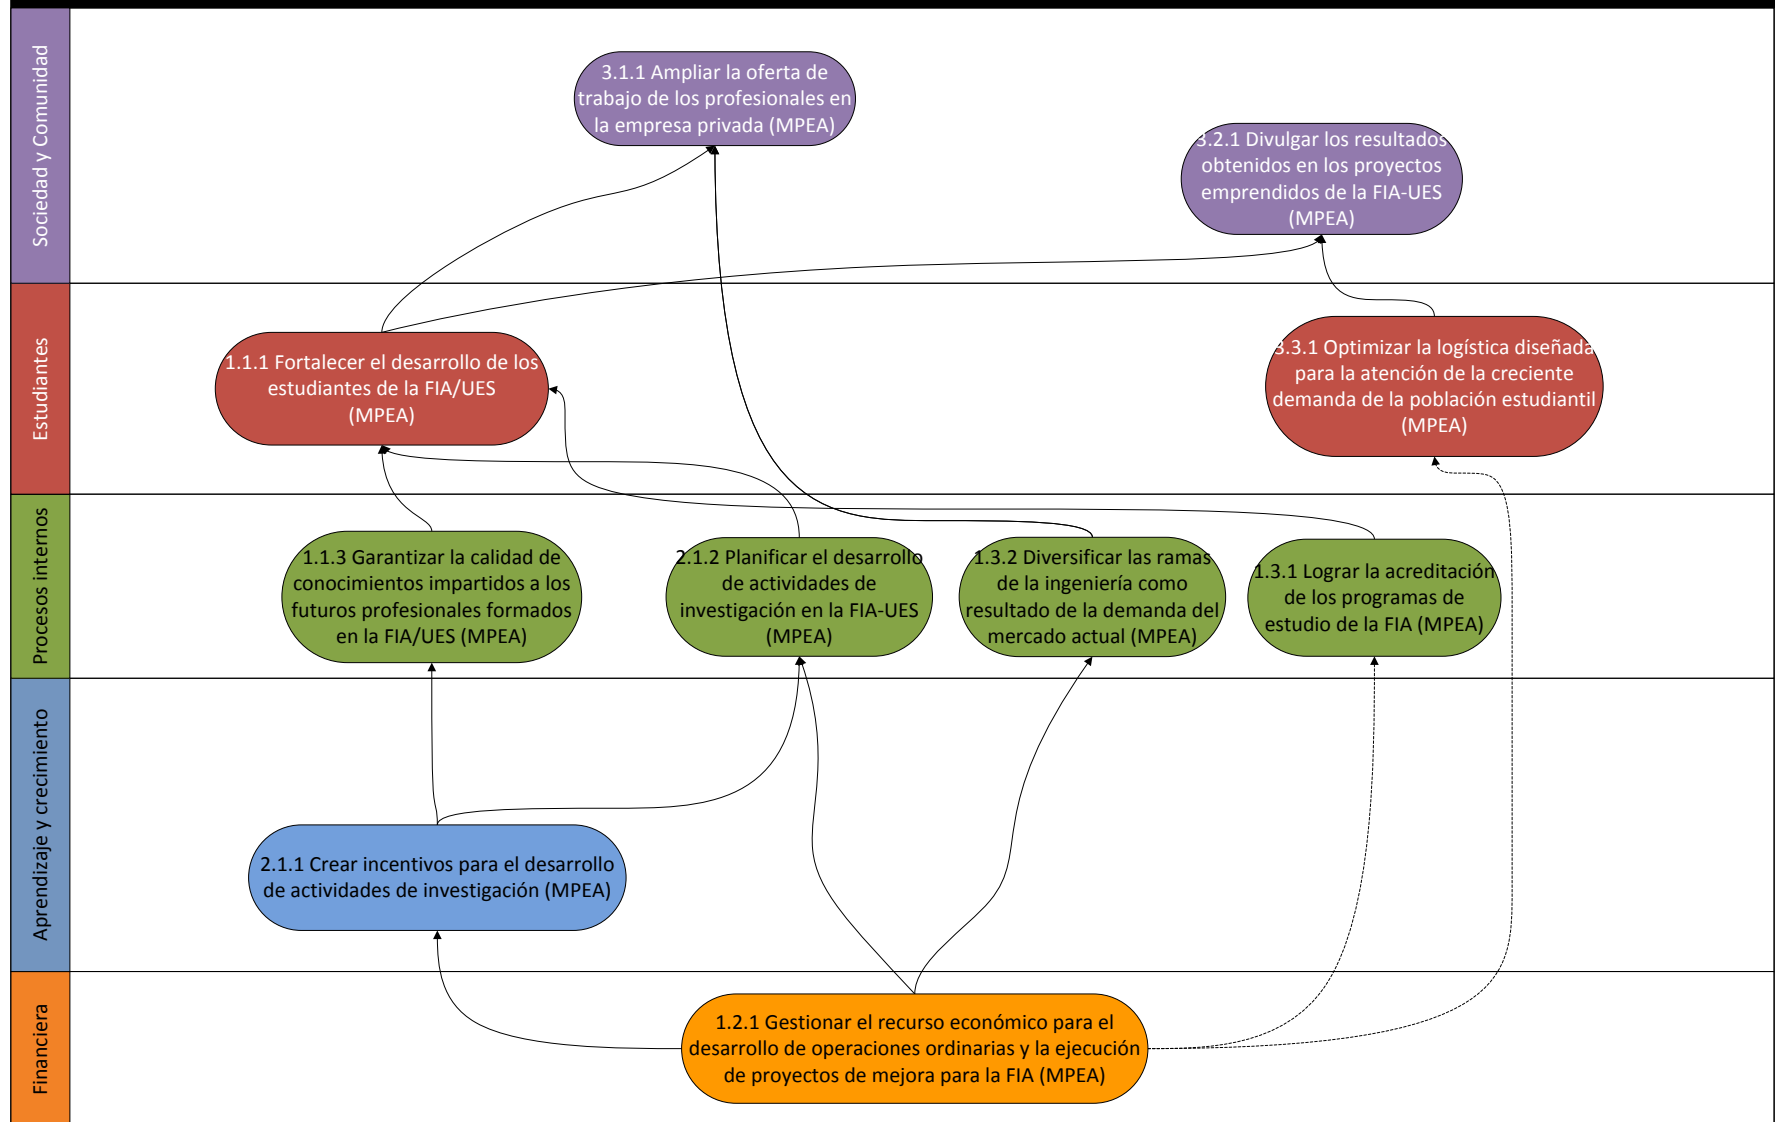 Sociedad y Comunidad
3.1.1 Ampliar la oferta de
trabajo de los profesionales en
la empresa privada (MPEA)
3.2.1 Divulgar los resultados
obtenidos en los proyectos
emprendidos de la FIA-UES
(MPEA)
Estudiantes
1.1.1 Fortalecer el desarrollo de los
estudiantes de la FIA/UES
(MPEA)
3.3.1 Optimizar la logística diseñada
para la atención de la creciente
demanda de la población estudiantil
(MPEA)
Procesos internos
1.1.3 Garantizar la calidad de
conocimientos impartidos a los
futuros profesionales formados
en la FIA/UES (MPEA)
2.1.2 Planificar el desarrollo
de actividades de
investigación en la FIA-UES
(MPEA)
1.3.2 Diversificar las ramas
de la ingeniería como
resultado de la demanda del
mercado actual (MPEA)
1.3.1 Lograr la acreditación
de los programas de
estudio de la FIA (MPEA)
Aprendizaje y crecimiento
2.1.1 Crear incentivos para el desarrollo
de actividades de investigación (MPEA)
Financiera
1.2.1 Gestionar el recurso económico para el
desarrollo de operaciones ordinarias y la ejecución
de proyectos de mejora para la FIA (MPEA)